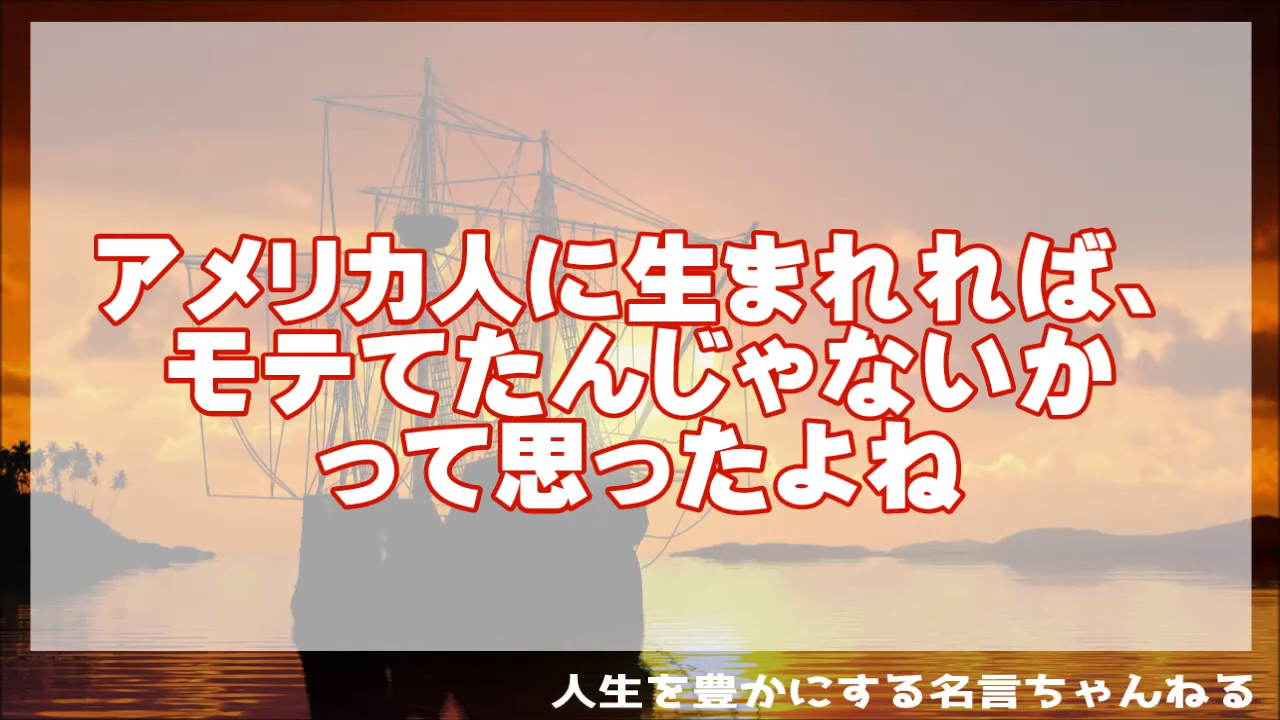 アメリカ人に生まれれば、
モテてたんじゃないか
って思ったよね
人生を豊かにする名言ちゃんねる